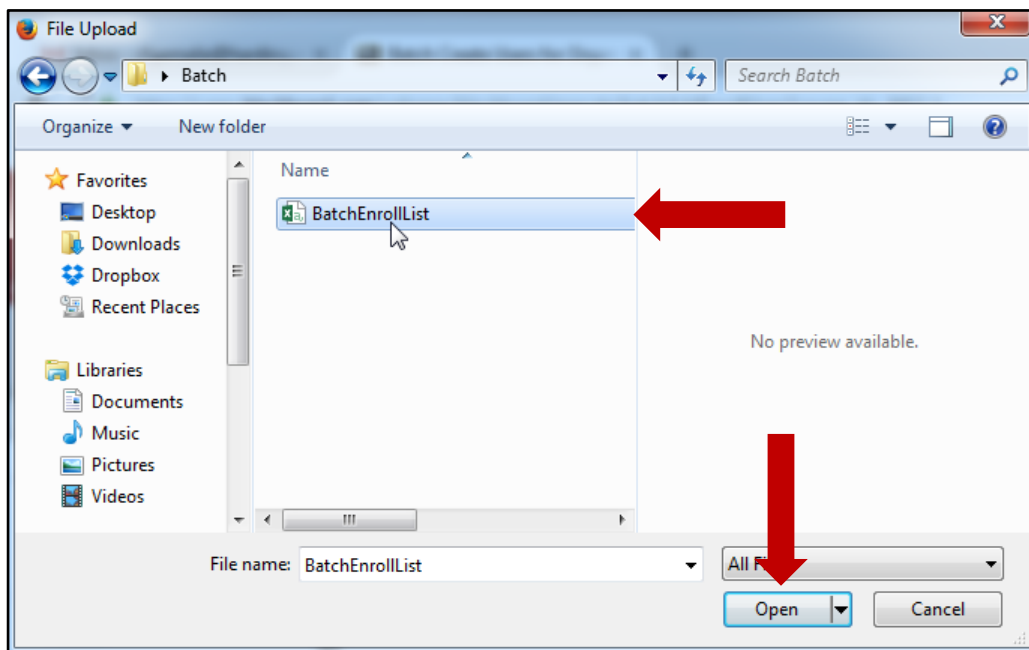 File Upload
Batch
Search Batch
Organize
New folder
Name
Favorites
Desktop
Downloads
Dropbox
Recent Places
Libraries
Documents
Music
Pictures
Videos
BatchEnrollList
No preview available.
File name:
BatchEnrollList
All
Open
Cancel